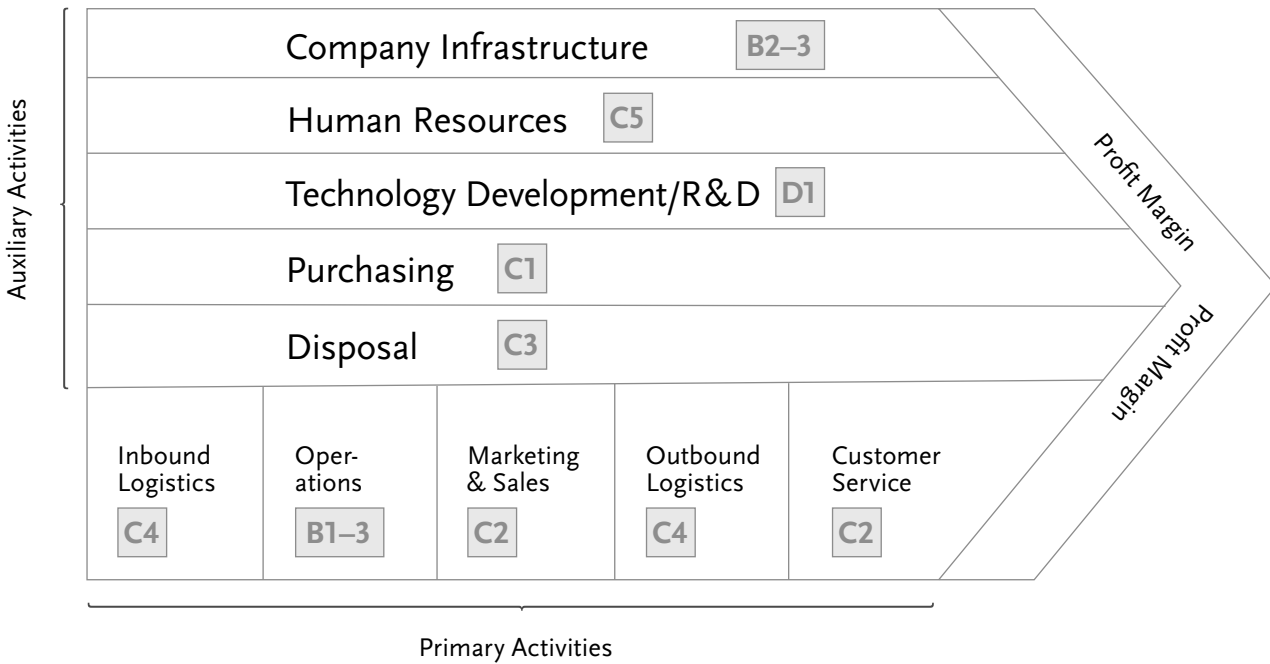 Auxiliary Activities
Company Infrastructure B2–3
Human Resources C5
Technology Development/R&D D1
Purchasing C1
Disposal C3
Profit Margin
Profit Margin
Inbound
Logistics
C4
Oper-
ations
B1–3
Marketing
& Sales
C2
Outbound
Logistics
C4
Customer
Service
C2
Primary Activities